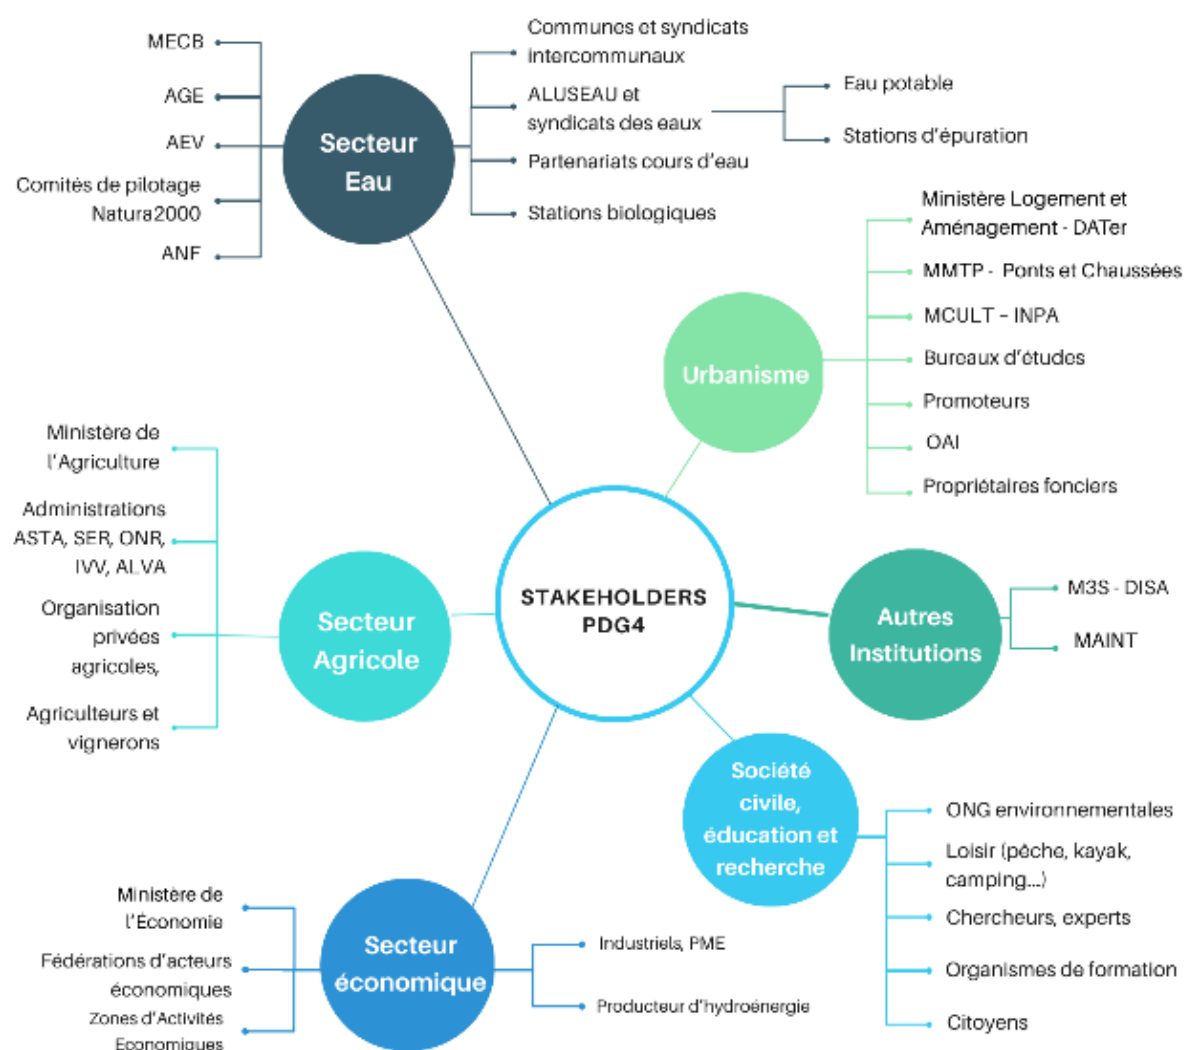 MECB
AGE
AEV
Comités de pilotage
Natura2000
ANF
Secteur
Eau
Communes et syndicats
intercommunaux
ALUSEAU et
syndicats des eaux
Partenariats cours d'eau
Stations biologiques
Eau potable
Stations d'épuration
Urbanisme
Ministère Logement et
Aménagement - DATer
MMTP - Ponts et Chaussées
MCULT – INPA
Bureaux d'études
Promoteurs
OAI
Propriétaires fonciers
Ministère de
l'Agriculture
Administrations
ASTA, SER, ONR,
IVV, ALVA
Organisation
privées
agricoles,
Agriculteurs et
vignerons
Secteur
Agricole
STAKEHOLDERS
PDG4
Autres
Institutions
M3S - DISA
MAINT
Société
civile,
éducation et
recherche
ONG environnementales
Loisir (pêche, kayak,
camping...)
Chercheurs, experts
Organismes de formation
Citoyens
Ministère de
l'Économie
Fédérations d'acteurs
économiques
Zones d'Activités
Economiques
Secteur
économique
Industriels, PME
Producteur d'hydroénergie